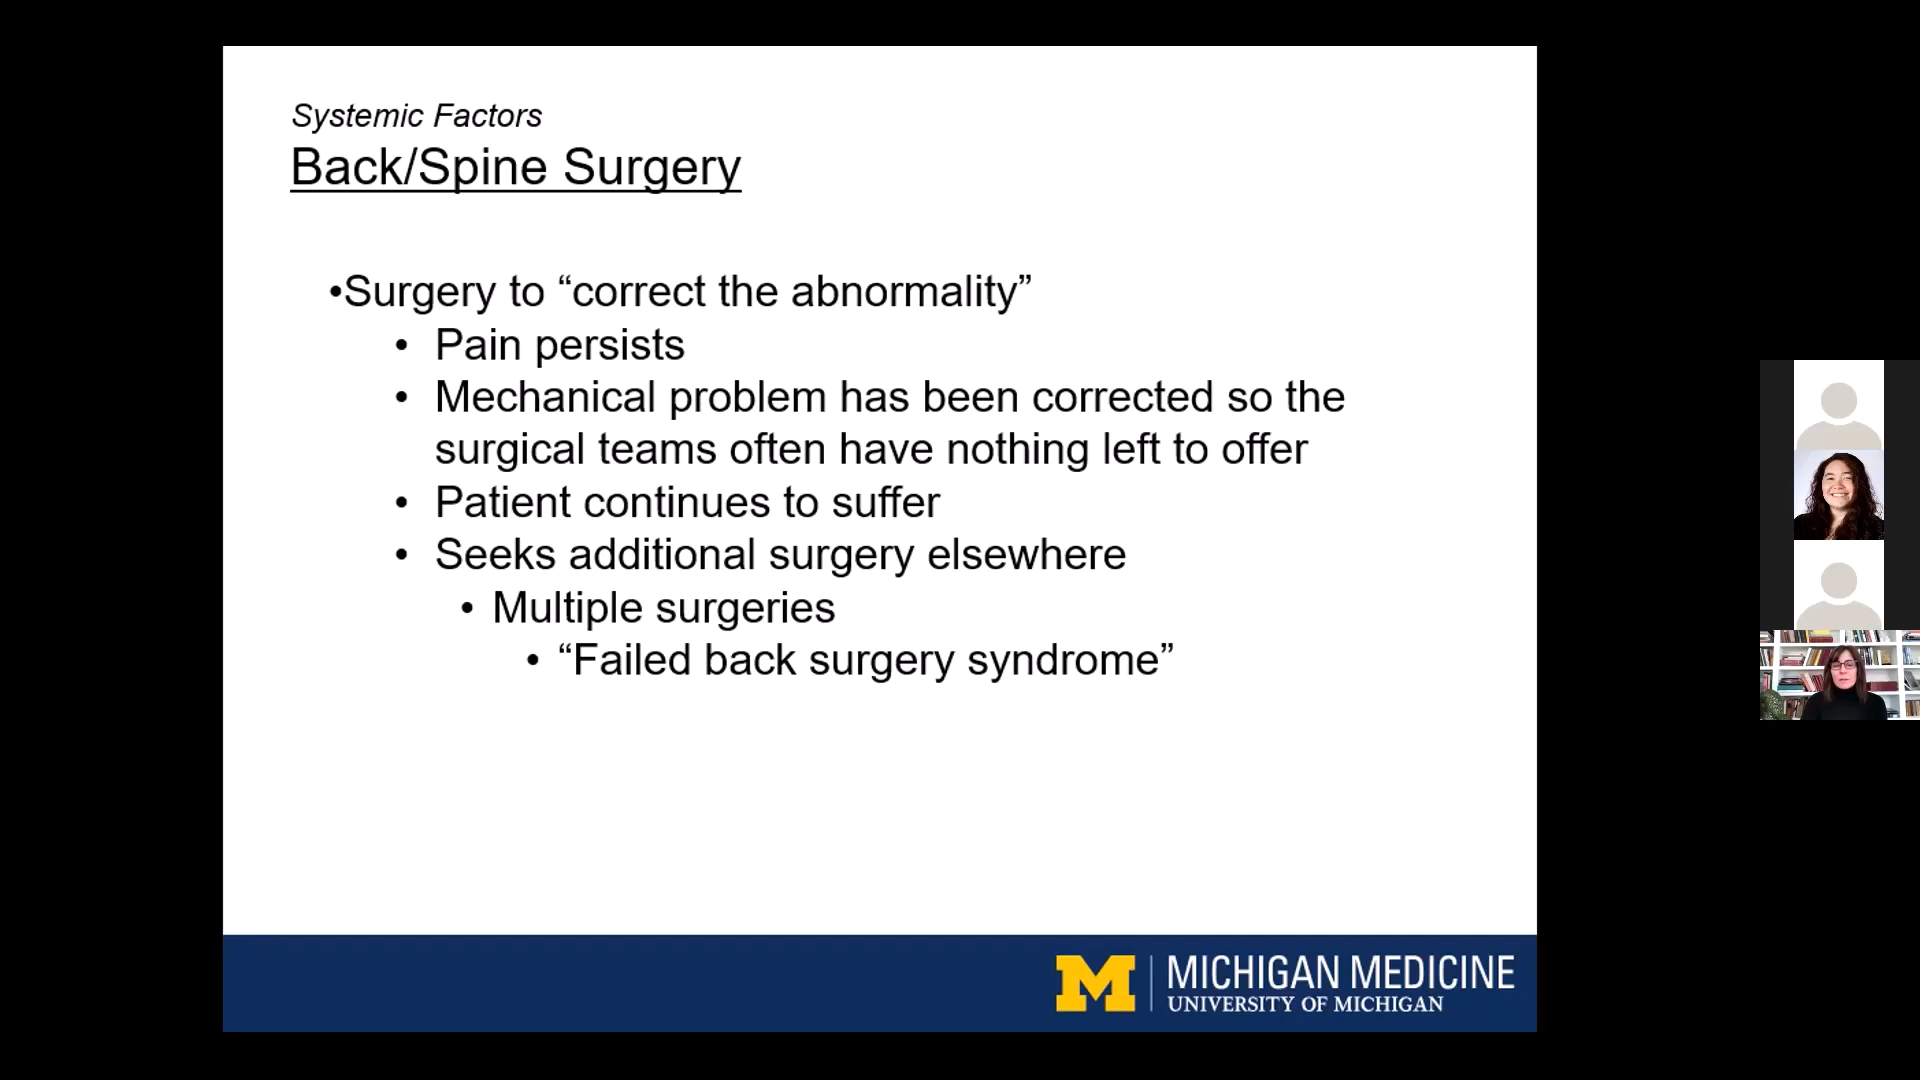 Systemic Factors
Back/Spine Surgery
•Surgery to “correct the abnormality”
• Pain persists
• Mechanical problem has been corrected so the
surgical teams often have nothing left to offer
• Patient continues to suffer
• Seeks additional surgery elsewhere
• Multiple surgeries
• “Failed back surgery syndrome”
M | MICHIGAN MEDICINE
UNIVERSITY OF MICHIGAN